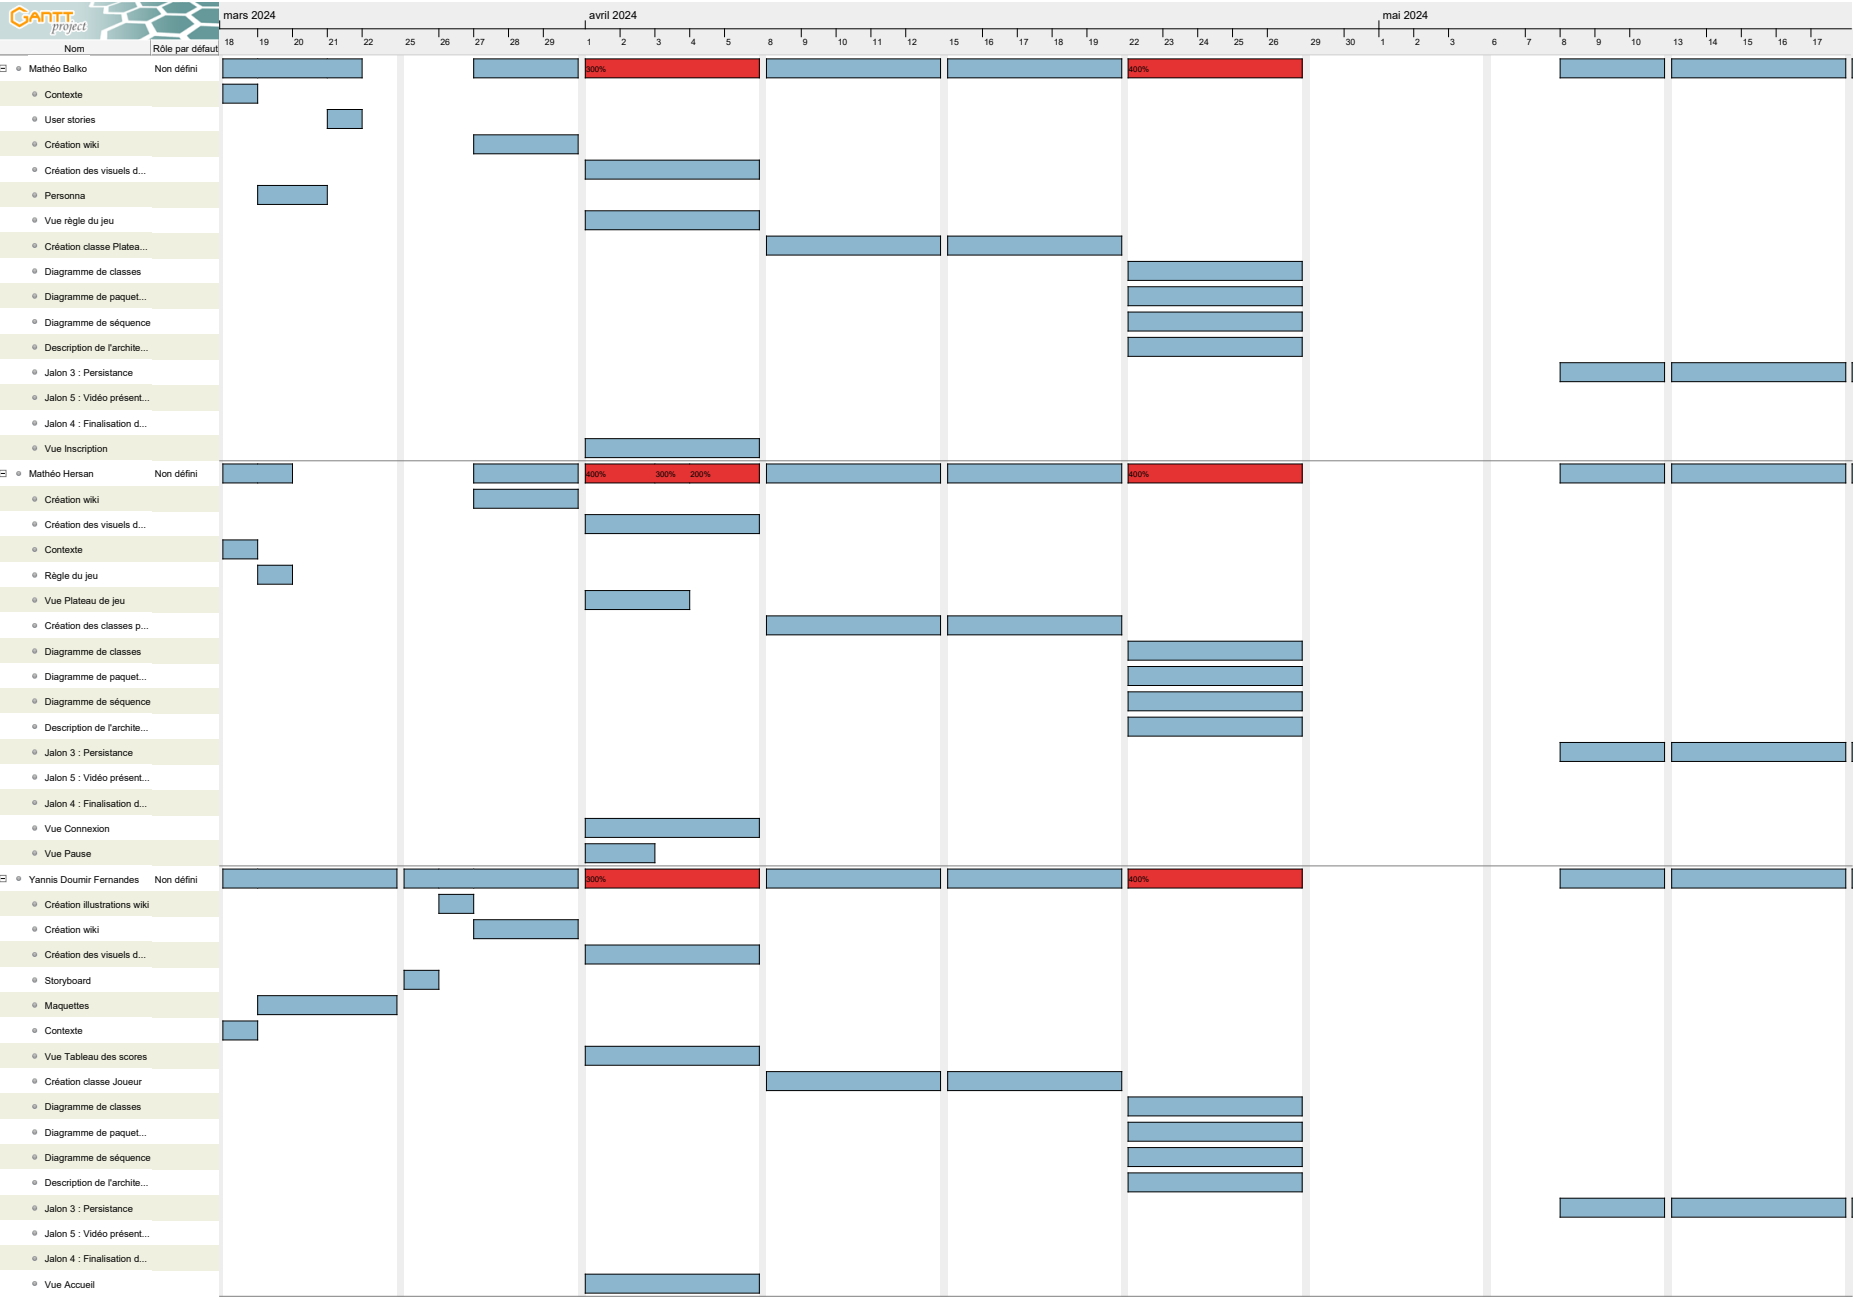 GANTT project
mars 2024 avril 2024 mai 2024
Nom Rôle par défaut 18 19 20 21 22 25 26 27 28 29 1 2 3 4 5 8 9 10 11 12 15 16 17 18 19 22 23 24 25 26 29 30 1 2 3 6 7 8 9 10 13 14 15 16 17
Mathéo Balko Non défini 300% 400%
Contexte
User stories
Création wiki
Création des visuels d...
Personna
Vue règle du jeu
Création classe Platea...
Diagramme de classes
Diagramme de paquet...
Diagramme de séquence
Description de l'archite...
Jalon 3 : Persistance
Jalon 5 : Vidéo présent...
Jalon 4 : Finalisation d...
Vue Inscription
Mathéo Hersan Non défini 400% 300% 200% 400%
Création wiki
Création des visuels d...
Contexte
Règle du jeu
Vue Plateau de jeu
Création des classes p...
Diagramme de classes
Diagramme de paquet...
Diagramme de séquence
Description de l'archite...
Jalon 3 : Persistance
Jalon 5 : Vidéo présent...
Jalon 4 : Finalisation d...
Vue Connexion
Vue Pause
Yannis Doumir Fernandes Non défini 300% 400%
Création illustrations wiki
Création wiki
Création des visuels d...
Storyboard
Maquettes
Contexte
Vue Tableau des scores
Création classe Joueur
Diagramme de classes
Diagramme de paquet...
Diagramme de séquence
Description de l'archite...
Jalon 3 : Persistance
Jalon 5 : Vidéo présent...
Jalon 4 : Finalisation d...
Vue Accueil